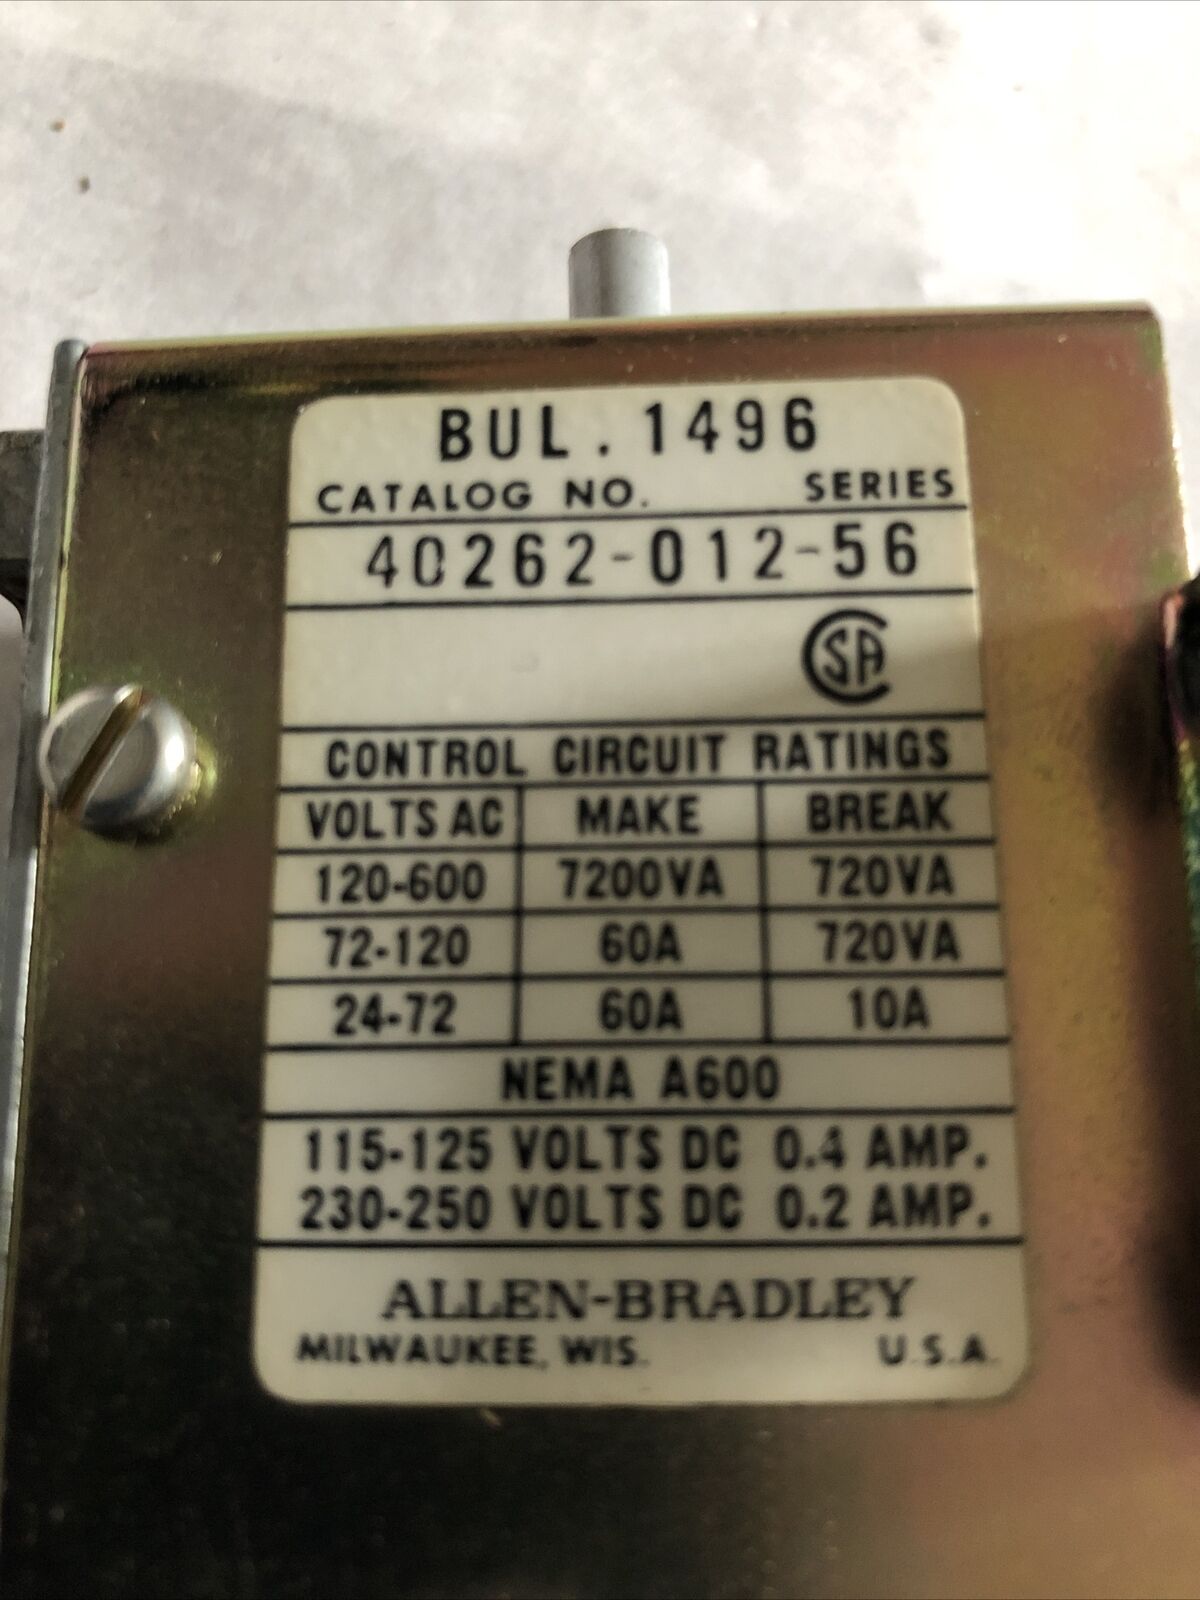 BUL. 1496
CATALOG NO. SERIES
40262-012-56
CSA
CONTROL CIRCUIT RATINGS
VOLTS AC MAKE BREAK
120-600 7200VA 720VA
72-120 60A 720VA
24-72 60A 10A
NEMA A600
115-125 VOLTS DC 0.4 AMP.
230-250 VOLTS DC 0.2 AMP.
ALLEN-BRADLEY
MILWAUKEE, WIS. U.S.A.